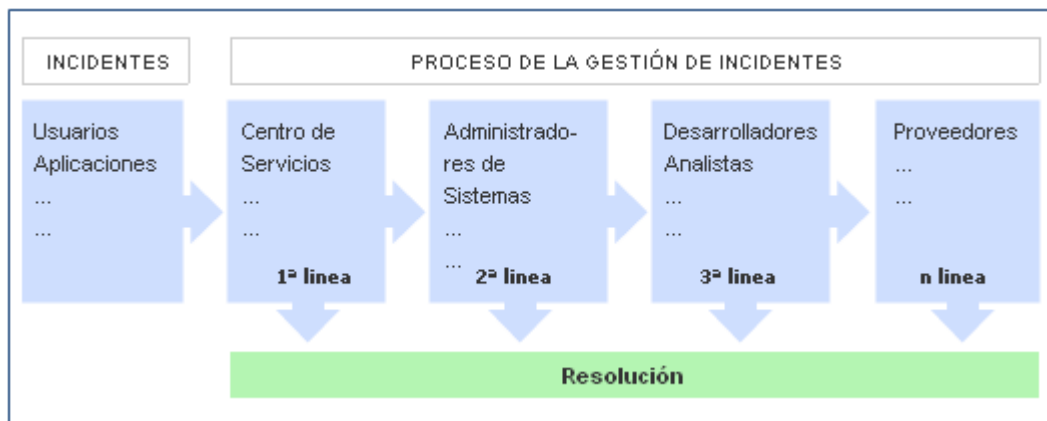 INCIDENTES
PROCESO DE LA GESTIÓN DE INCIDENTES
Usuarios
Aplicaciones
...
...
Centro de
Servicios
...
...
1ª linea
Administrado-
res de
Sistemas
...
...
2ª linea
Desarrolladores
Analistas
...
...
3ª linea
Proveedores
...
...
n linea
Resolución